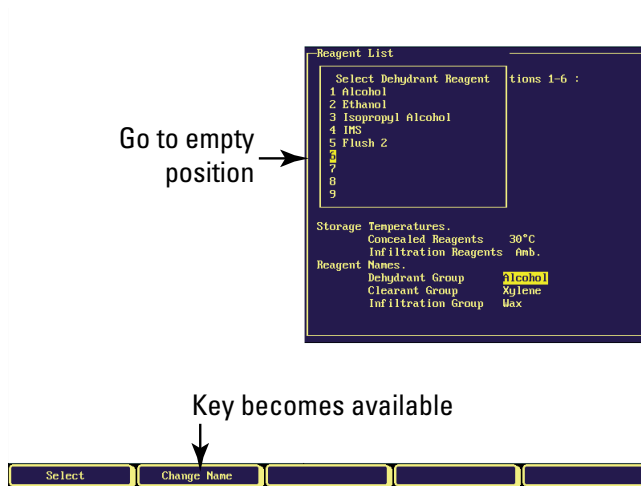 Reagent List
Select Dehydrant Reagent
tions 1-6 :
1 Alcohol
2 Ethanol
3 Isopropyl Alcohol
4 IMS
5 Flush 2
6
7
8
9
Go to empty
position
Storage Temperatures.
Concealed Reagents 30°C
Infiltration Reagents Amb.
Reagent Names.
Dehydrant Group Alcohol
Clearant Group Xylene
Infiltration Group Wax
Key becomes available
Select Change Name